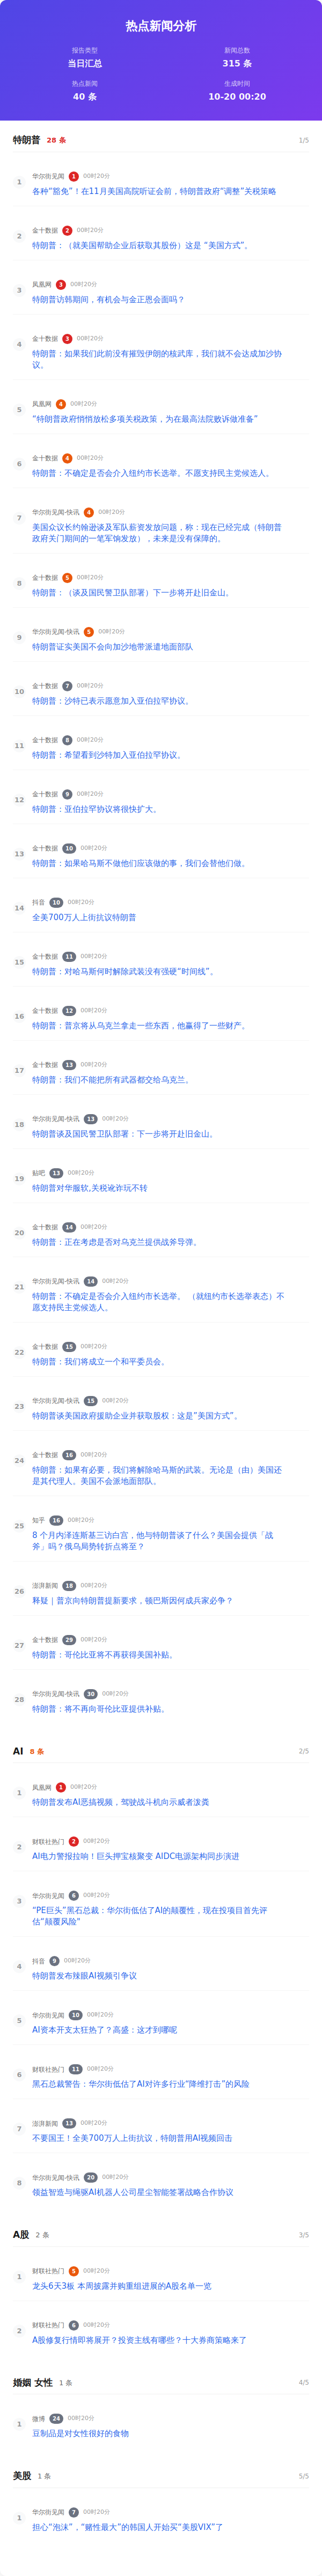 热点新闻分析
报告类型 新闻总数
当日汇总 315 条
热点新闻 生成时间
40 条 10-20 00:20
特朗普 28 条 1/5
1 华尔街见闻 1 00时20分
各种“豁免”！在11月美国高院听证会前，特朗普政府“调整”关税策略
2 金十数据 2 00时20分
特朗普：（就美国帮助企业后获取其股份）这是 “美国方式”。
3 凤凰网 3 00时20分
特朗普访韩期间，有机会与金正恩会面吗？
4 金十数据 3 00时20分
特朗普：如果我们此前没有摧毁伊朗的核武库，我们就不会达成加沙协
议。
5 凤凰网 4 00时20分
“特朗普政府悄悄放松多项关税政策，为在最高法院败诉做准备”
6 金十数据 4 00时20分
特朗普：不确定是否会介入纽约市长选举。不愿支持民主党候选人。
7 华尔街见闻-快讯 4 00时20分
美国众议长约翰逊谈及军队薪资发放问题，称：现在已经完成（特朗普
政府关门期间的一笔军饷发放），未来是没有保障的。
8 金十数据 5 00时20分
特朗普：（谈及国民警卫队部署）下一步将开赴旧金山。
9 华尔街见闻-快讯 5 00时20分
特朗普证实美国不会向加沙地带派遣地面部队
10 金十数据 7 00时20分
特朗普：沙特已表示愿意加入亚伯拉罕协议。
11 金十数据 8 00时20分
特朗普：希望看到沙特加入亚伯拉罕协议。
12 金十数据 9 00时20分
特朗普：亚伯拉罕协议将很快扩大。
13 金十数据 10 00时20分
特朗普：如果哈马斯不做他们应该做的事，我们会替他们做。
14 抖音 10 00时20分
全美700万人上街抗议特朗普
15 金十数据 11 00时20分
特朗普：对哈马斯何时解除武装没有强硬“时间线”。
16 金十数据 12 00时20分
特朗普：普京将从乌克兰拿走一些东西，他赢得了一些财产。
17 金十数据 13 00时20分
特朗普：我们不能把所有武器都交给乌克兰。
18 华尔街见闻-快讯 13 00时20分
特朗普谈及国民警卫队部署：下一步将开赴旧金山。
19 贴吧 13 00时20分
特朗普对华服软,关税讹诈玩不转
20 金十数据 14 00时20分
特朗普：正在考虑是否对乌克兰提供战斧导弹。
21 华尔街见闻-快讯 14 00时20分
特朗普：不确定是否会介入纽约市长选举。 （就纽约市长选举表态）不
愿支持民主党候选人。
22 金十数据 15 00时20分
特朗普：我们将成立一个和平委员会。
23 华尔街见闻-快讯 15 00时20分
特朗普谈美国政府援助企业并获取股权：这是“美国方式”。
24 金十数据 16 00时20分
特朗普：如果有必要，我们将解除哈马斯的武装。无论是（由）美国还
是其代理人。美国不会派地面部队。
25 知乎 16 00时20分
8 个月内泽连斯基三访白宫，他与特朗普谈了什么？美国会提供「战
斧」吗？俄乌局势转折点将至？
26 澎湃新闻 18 00时20分
释疑｜普京向特朗普提新要求，顿巴斯因何成兵家必争？
27 金十数据 29 00时20分
特朗普：哥伦比亚将不再获得美国补贴。
28 华尔街见闻-快讯 30 00时20分
特朗普：将不再向哥伦比亚提供补贴。
AI 8 条 2/5
1 凤凰网 1 00时20分
特朗普发布AI恶搞视频，驾驶战斗机向示威者泼粪
2 财联社热门 2 00时20分
AI电力警报拉响！巨头押宝核聚变 AIDC电源架构同步演进
3 华尔街见闻 6 00时20分
“PE巨头”黑石总裁：华尔街低估了AI的颠覆性，现在投项目首先评
估“颠覆风险”
4 抖音 9 00时20分
特朗普发布辣眼AI视频引争议
5 华尔街见闻 10 00时20分
AI资本开支太狂热了？高盛：这才到哪呢
6 财联社热门 11 00时20分
黑石总裁警告：华尔街低估了AI对许多行业“降维打击”的风险
7 澎湃新闻 13 00时20分
不要国王！全美700万人上街抗议，特朗普用AI视频回击
8 华尔街见闻-快讯 20 00时20分
领益智造与绳驱AI机器人公司星尘智能签署战略合作协议
A股 2 条 3/5
1 财联社热门 5 00时20分
龙头6天3板 本周披露并购重组进展的A股名单一览
2 财联社热门 6 00时20分
A股修复行情即将展开？投资主线有哪些？十大券商策略来了
婚姻 女性 1 条 4/5
1 微博 24 00时20分
豆制品是对女性很好的食物
美股 1 条 5/5
1 华尔街见闻 7 00时20分
担心“泡沫”，“赌性最大”的韩国人开始买“美股VIX”了